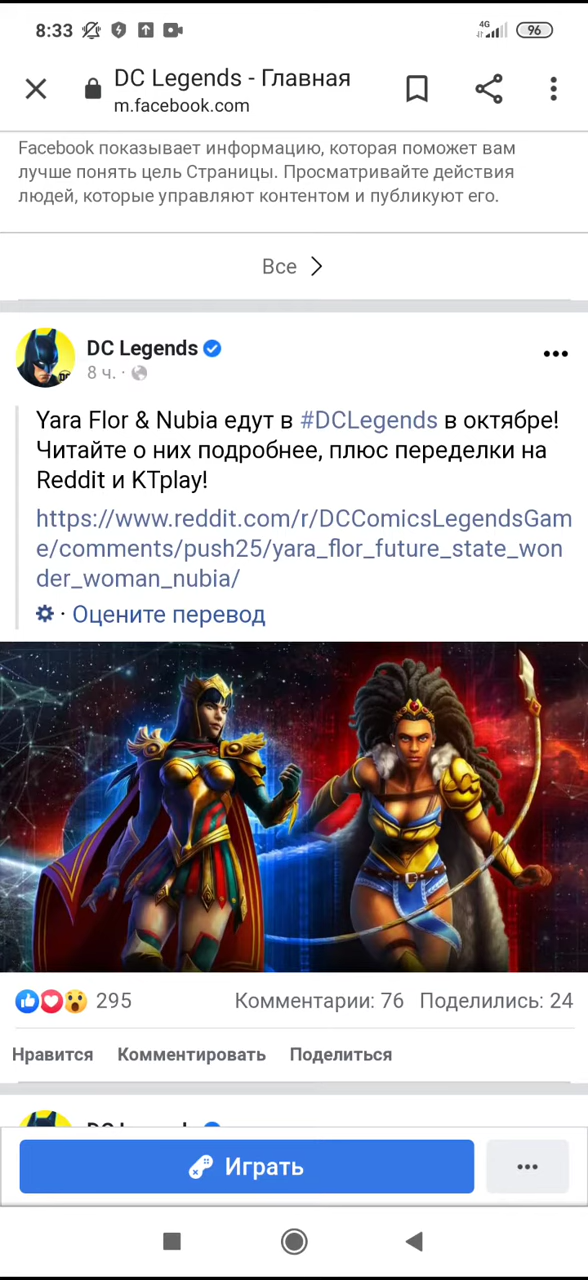 8:33
4G
96
DC Legends - Главная
m.facebook.com
Facebook показывает информацию, которая поможет вам
лучше понять цель Страницы. Просматривайте действия
людей, которые управляют контентом и публикуют его.
Все
DC Legends
8 ч. ·
Yara Flor & Nubia едут в #DCLegends в октябре!
Читайте о них подробнее, плюс переделки на
Reddit и KTplay!
https://www.reddit.com/r/DCComicsLegendsGam
e/comments/push25/yara_flor_future_state_won
der_woman_nubia/
· Оцените перевод
295
Комментарии: 76 Поделились: 24
Нравится Комментировать Поделиться
Играть